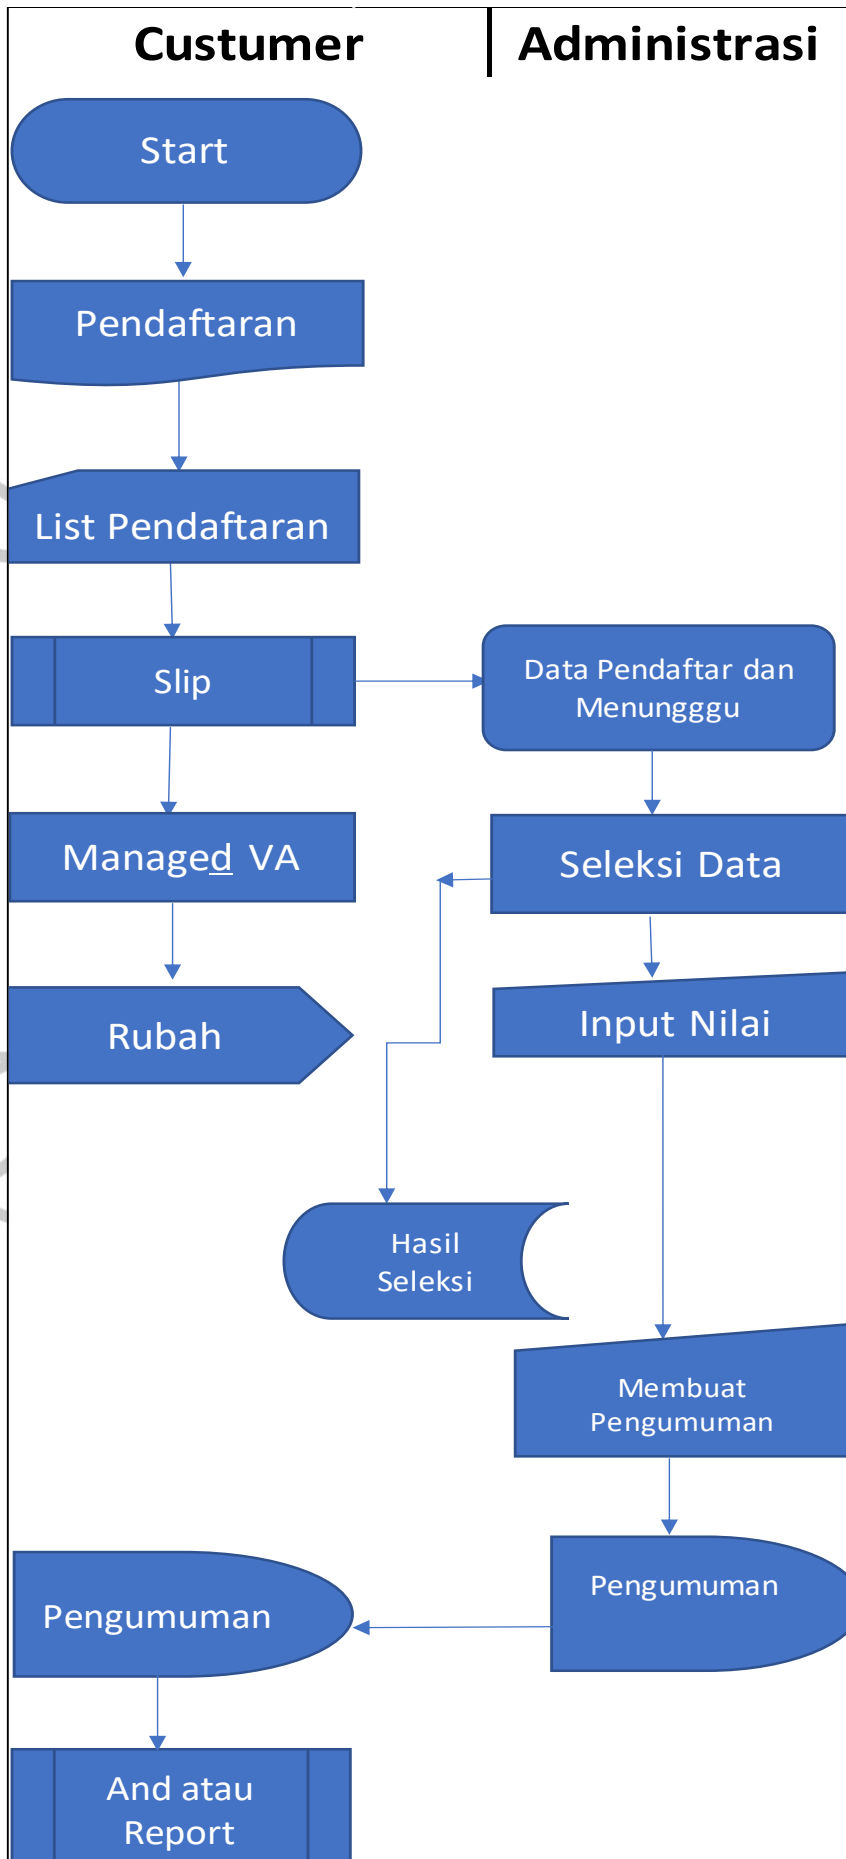 Custumer
Administrasi
Start
Pendaftaran
List Pendaftaran
Slip
Data Pendaftar dan
Menungggu
Managed VA
Seleksi Data
Rubah
Input Nilai
Hasil
Seleksi
Membuat
Pengumuman
Pengumuman
Pengumuman
And atau
Report